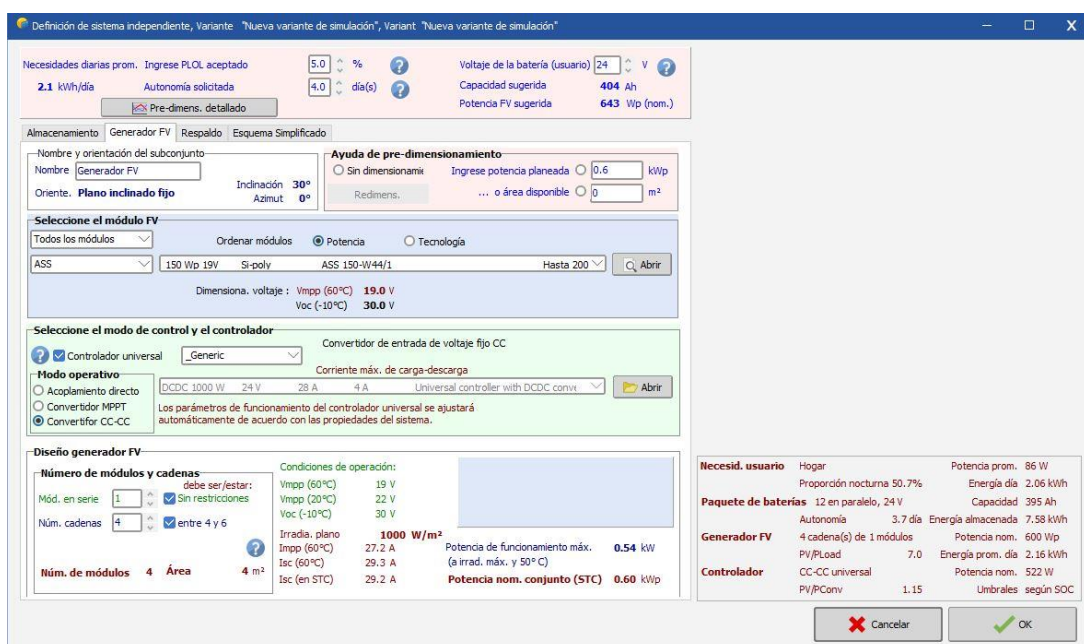 Definición de sistema independiente, Variante "Nueva variante de simulación", Variant "Nueva variante de simulación"
Necesidades diarias prom. Ingrese PLOL aceptado 5.0 % ? Voltaje de la batería (usuario) 24 V ?
2.1 kWh/día Autonomía solicitada 4.0 día(s) ? Capacidad sugerida 404 Ah
Pre-dimens. detallado Potencia FV sugerida 643 Wp (nom.)
Almacenamiento Generador FV Respaldo Esquema Simplificado
Nombre y orientación del subconjunto
Nombre Generador FV
Oriente. Plano inclinado fijo Inclinación 30°
Azimut 0°
Ayuda de pre-dimensionamiento
Sin dimensionamie Ingrese potencia planeada 0.6 kWp
Redimens. ... o área disponible 0 m²
Seleccione el módulo FV
Todos los módulos Ordenar módulos Potencia Tecnología
ASS 150 Wp 19V Si-poly ASS 150-W44/1 Hasta 200 Abrir
Dimensiona. voltaje : Vmpp (60°C) 19.0 V
Voc (-10°C) 30.0 V
Seleccione el modo de control y el controlador
? Controlador universal _Generic Convertidor de entrada de voltaje fijo CC
Modo operativo Corriente máx. de carga-descarga
Acoplamiento directo DCDC 1000 W 24 V 28 A 4 A Universal controller with DCDC conve Abrir
Convertidor MPPT Los parámetros de funcionamiento del controlador universal se ajustará
Convertifor CC-CC automáticamente de acuerdo con las propiedades del sistema.
Diseño generador FV
Número de módulos y cadenas
debe ser/estar:
Mód. en serie 1 Sin restricciones
Núm. cadenas 4 entre 4 y 6
?
Núm. de módulos 4 Área 4 m²
Condiciones de operación:
Vmpp (60°C) 19 V
Vmpp (20°C) 22 V
Voc (-10°C) 30 V
Irradia. plano 1000 W/m²
Impp (60°C) 27.2 A Potencia de funcionamiento máx. 0.54 kW
Isc (60°C) 29.3 A (a irrad. máx. y 50° C)
Isc (en STC) 29.2 A Potencia nom. conjunto (STC) 0.60 kWp
Necesid. usuario Hogar Potencia prom. 86 W
Proporción nocturna 50.7% Energía día 2.06 kWh
Paquete de baterías 12 en paralelo, 24 V Capacidad 395 Ah
Autonomía 3.7 día Energía almacenada 7.58 kWh
Generador FV 4 cadena(s) de 1 módulos Potencia nom. 600 Wp
PV/PLoad 7.0 Energía prom. día 2.16 kWh
Controlador CC-CC universal Potencia nom. 522 W
PV/PConv 1.15 Umbrales según SOC
Cancelar OK